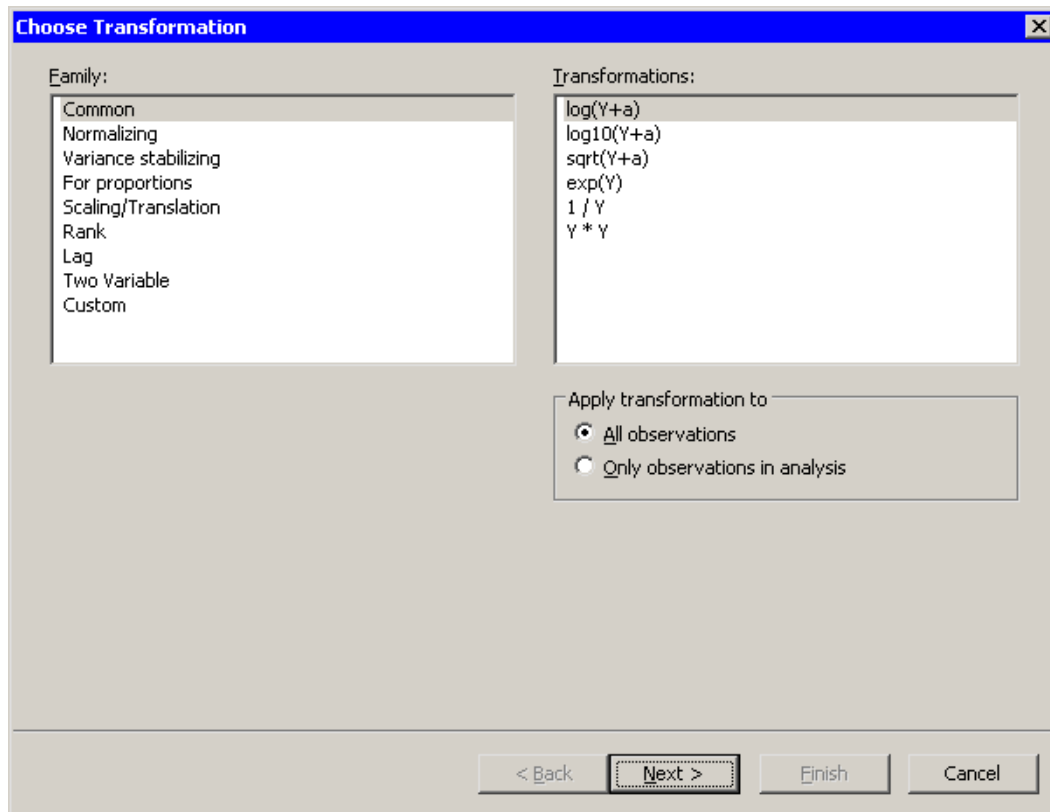 Choose Transformation
Family:
Common
Normalizing
Variance stabilizing
For proportions
Scaling/Translation
Rank
Lag
Two Variable
Custom
Transformations:
log(Y+a)
log10(Y+a)
sqrt(Y+a)
exp(Y)
1 / Y
Y * Y
Apply transformation to
All observations
Only observations in analysis
< Back
Next >
Finish
Cancel